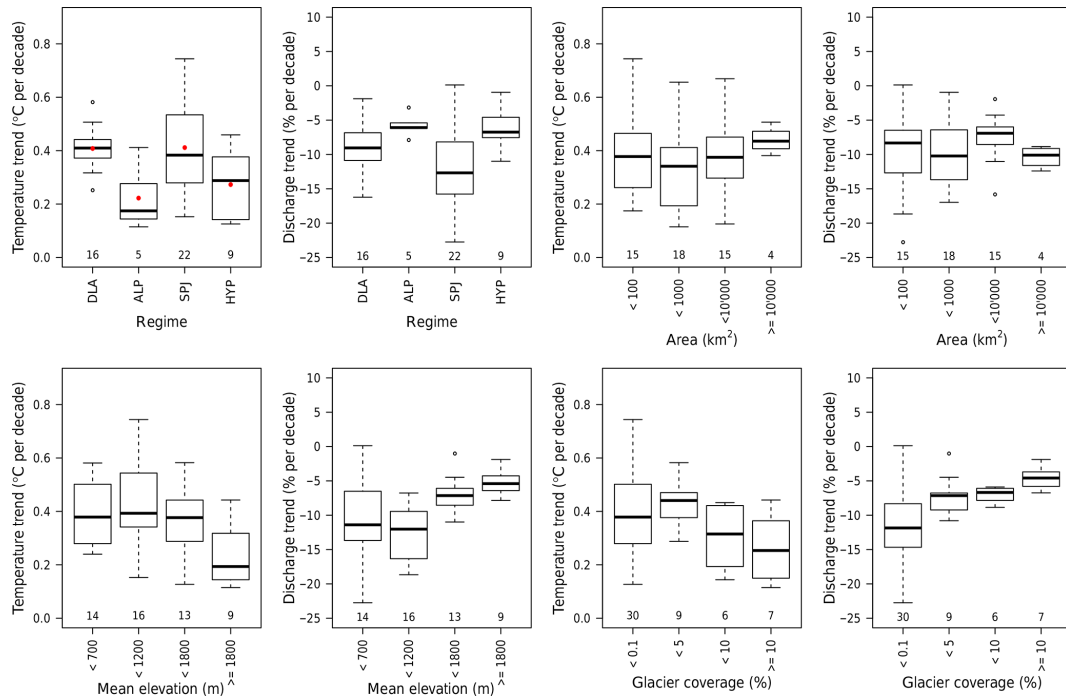 Temperature trend (°C per decade)
0.8
0.6
0.4
0.2
0.0
16 5 22 9
DLA ALP SPJ HYP
Regime
Discharge trend (% per decade)
10
5
0
−5
−10
−15
−20
−25
16 5 22 9
DLA ALP SPJ HYP
Regime
Temperature trend (°C per decade)
0.8
0.6
0.4
0.2
0.0
15 18 15 4
< 100 < 1000 <10'000 >= 10'000
Area (km²)
Discharge trend (% per decade)
10
5
0
−5
−10
−15
−20
−25
15 18 15 4
< 100 < 1000 <10'000 >= 10'000
Area (km²)
Temperature trend (°C per decade)
0.8
0.6
0.4
0.2
0.0
14 16 13 9
< 700 < 1200 < 1800 >= 1800
Mean elevation (m)
Discharge trend (% per decade)
10
5
0
−5
−10
−15
−20
−25
14 16 13 9
< 700 < 1200 < 1800 >= 1800
Mean elevation (m)
Temperature trend (°C per decade)
0.8
0.6
0.4
0.2
0.0
30 9 6 7
< 0.1 < 5 < 10 >= 10
Glacier coverage (%)
Discharge trend (% per decade)
10
5
0
−5
−10
−15
−20
−25
30 9 6 7
< 0.1 < 5 < 10 >= 10
Glacier coverage (%)